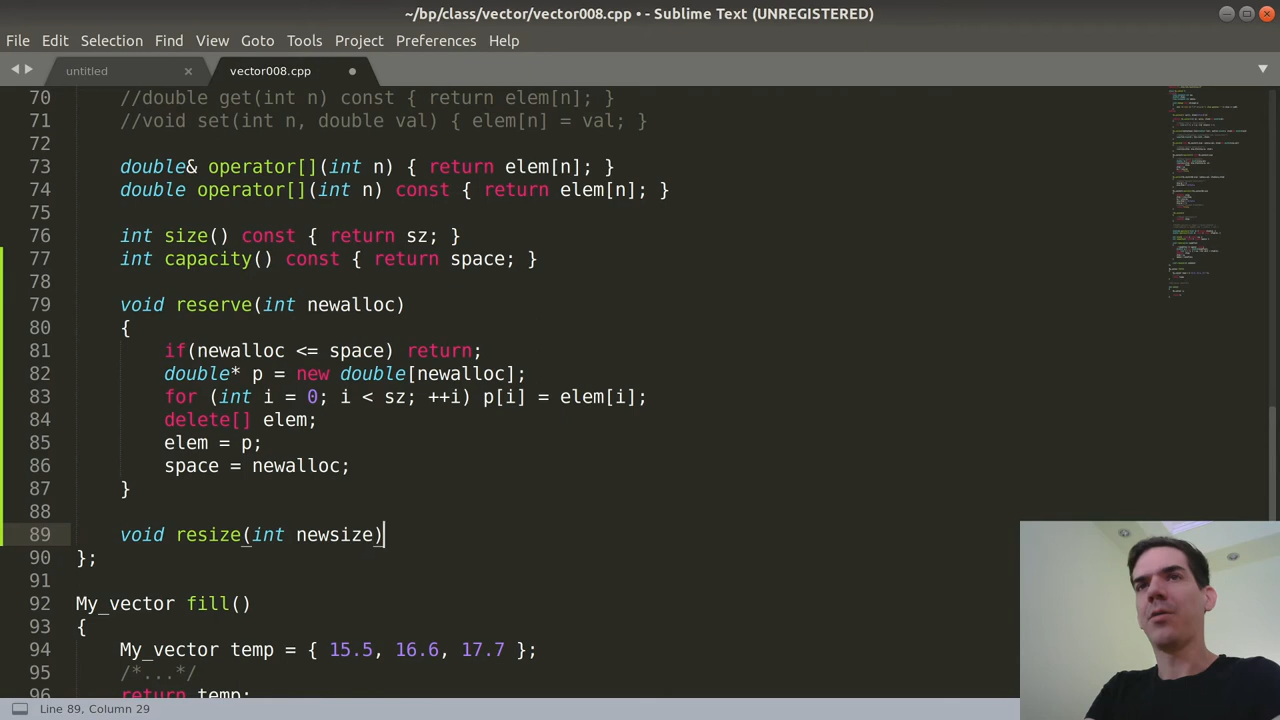 ~/bp/class/vector/vector008.cpp • - Sublime Text (UNREGISTERED)
File Edit Selection Find View Goto Tools Project Preferences Help
untitled vector008.cpp
70 //double get(int n) const { return elem[n]; }
71 //void set(int n, double val) { elem[n] = val; }
72
73 double& operator[](int n) { return elem[n]; }
74 double operator[](int n) const { return elem[n]; }
75
76 int size() const { return sz; }
77 int capacity() const { return space; }
78
79 void reserve(int newalloc)
80 {
81 if(newalloc <= space) return;
82 double* p = new double[newalloc];
83 for (int i = 0; i < sz; ++i) p[i] = elem[i];
84 delete[] elem;
85 elem = p;
86 space = newalloc;
87 }
88
89 void resize(int newsize)
90 };
91
92 My_vector fill()
93 {
94 My_vector temp = { 15.5, 16.6, 17.7 };
95 /*...*/
96 return temp;
Line 89, Column 29